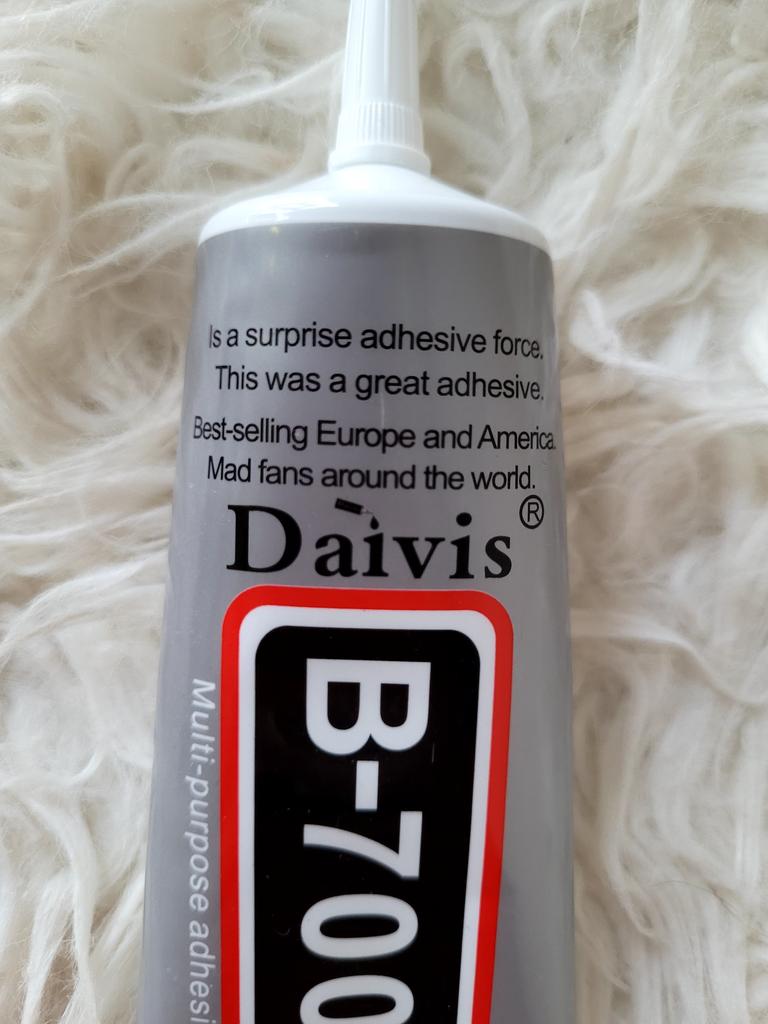 Is a surprise adhesive force.
This was a great adhesive.
Best-selling Europe and America.
Mad fans around the world.
Daivis®
B-700
Multi-purpose